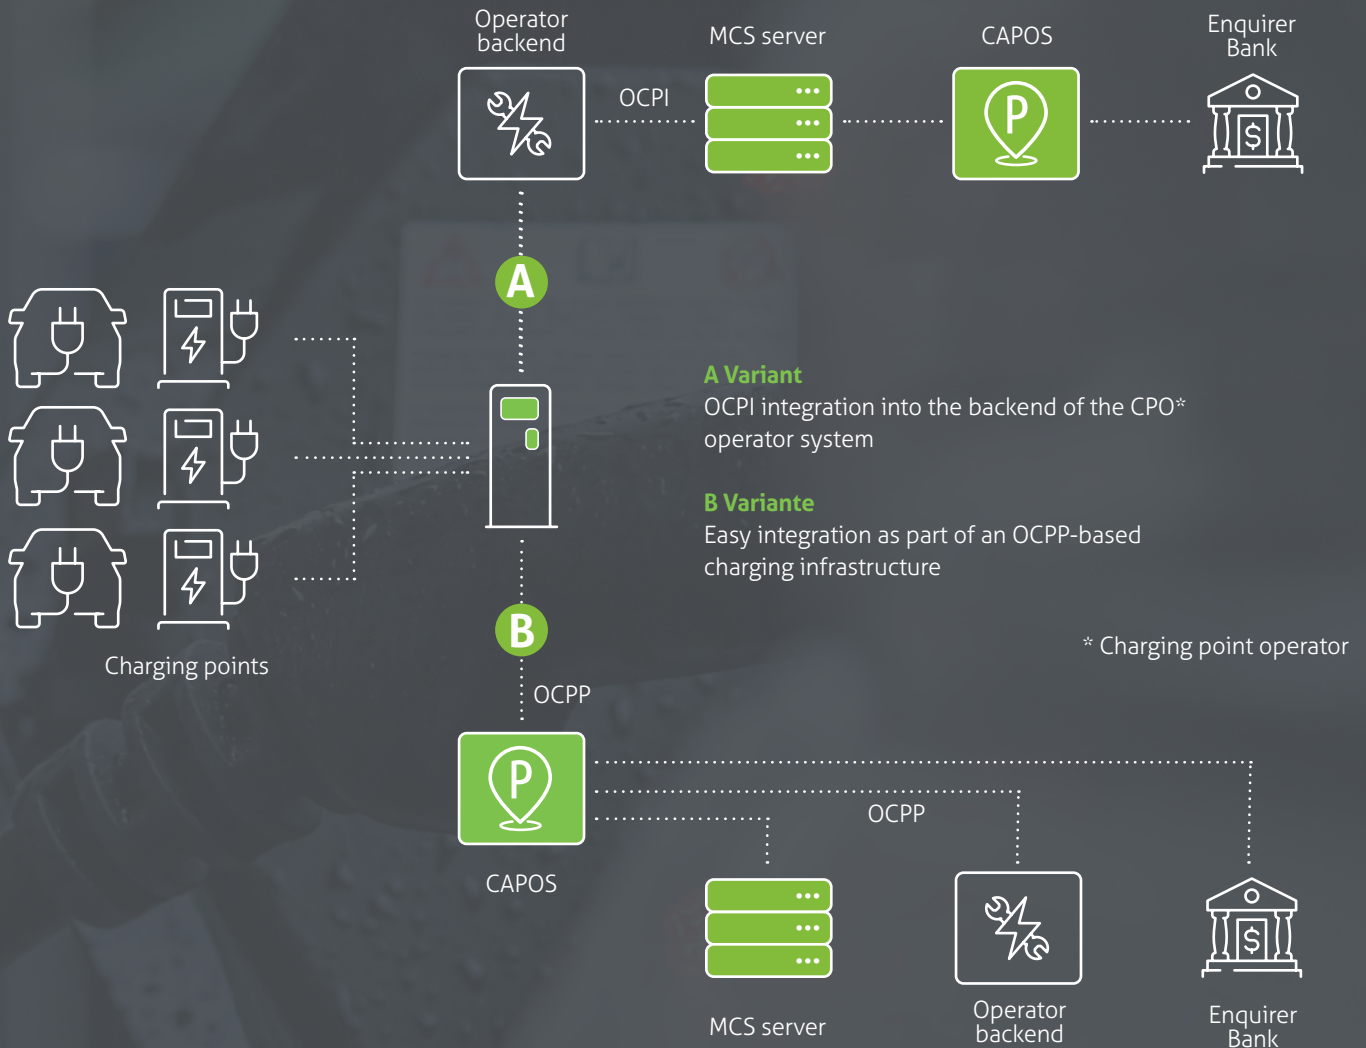 Operator
backend
MCS server
CAPOS
Enquirer
Bank
OCPI
P
$
A
A Variant
OCPI integration into the backend of the CPO*
operator system
B Variante
Easy integration as part of an OCPP-based
charging infrastructure
* Charging point operator
Charging points
B
OCPP
P
CAPOS
OCPP
$
MCS server
Operator
backend
Enquirer
Bank